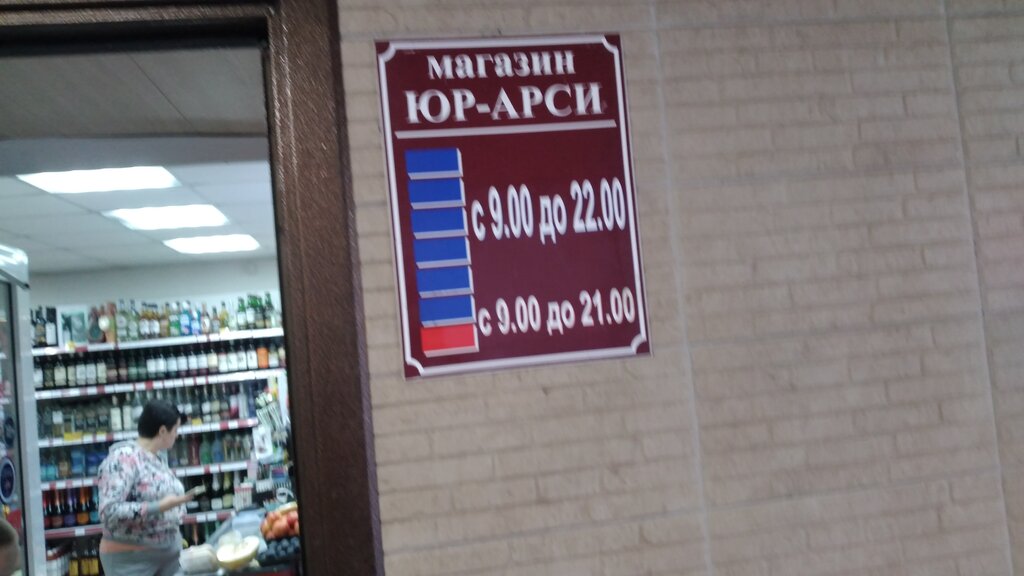 магазин
ЮР-АРСИ
с 9.00 до 22.00
с 9.00 до 21.00